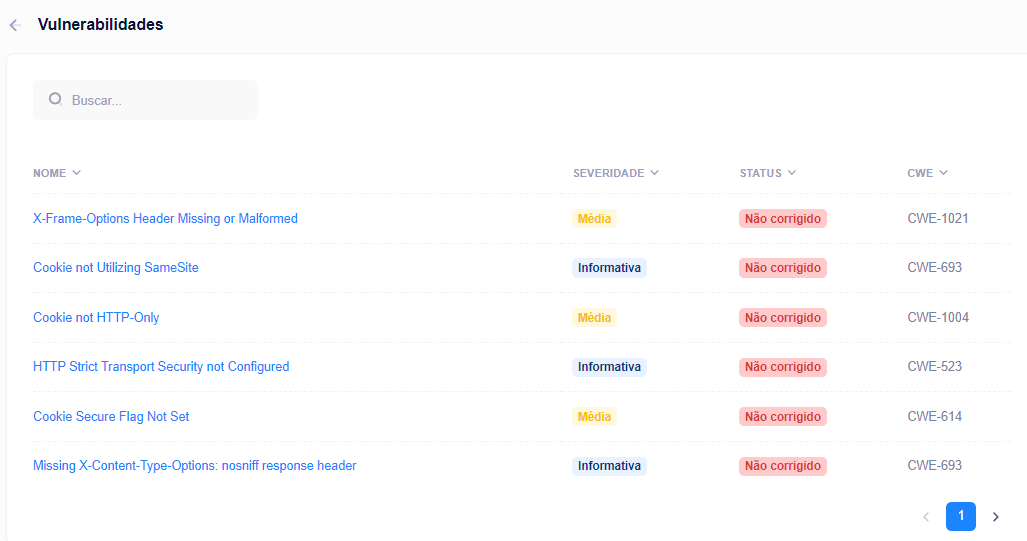 Vulnerabilidades
Buscar...
NOME SEVERIDADE STATUS CWE
X-Frame-Options Header Missing or Malformed Média Não corrigido CWE-1021
Cookie not Utilizing SameSite Informativa Não corrigido CWE-693
Cookie not HTTP-Only Média Não corrigido CWE-1004
HTTP Strict Transport Security not Configured Informativa Não corrigido CWE-523
Cookie Secure Flag Not Set Média Não corrigido CWE-614
Missing X-Content-Type-Options: nosniff response header Informativa Não corrigido CWE-693
1